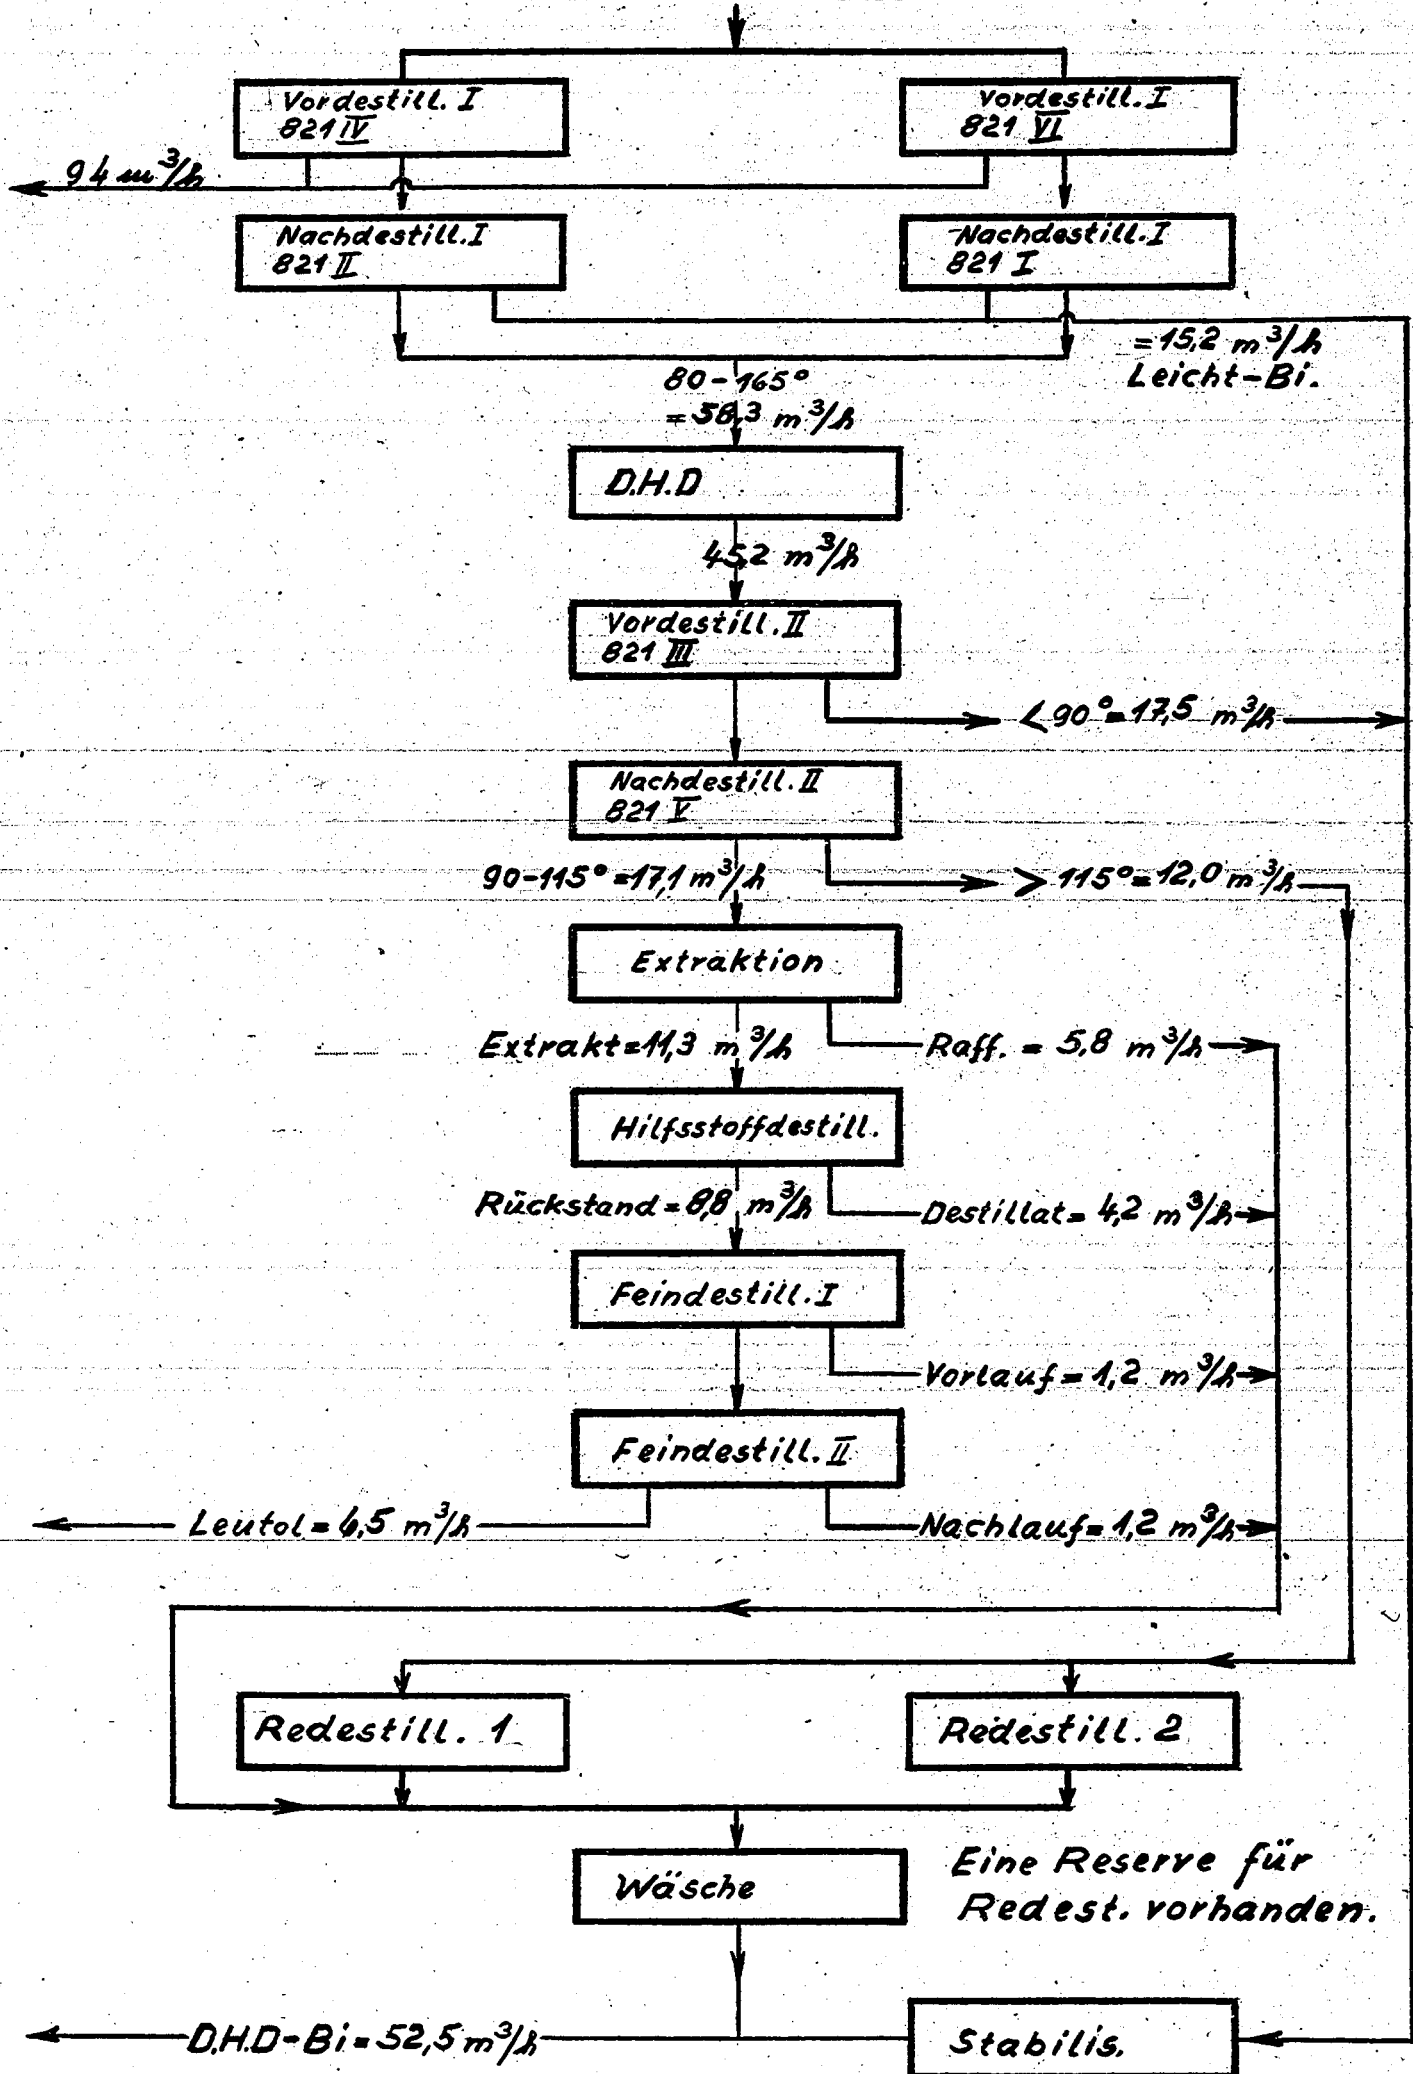 Vordestill. I
821 IV
Vordestill. I
821 VI
94 m³/h
Nachdestill. I
821 II
Nachdestill. I
821 I
= 15,2 m³/h
Leicht-Bi.
80-165°
= 58,3 m³/h
D.H.D
45,2 m³/h
Vordestill. II
821 III
< 90° = 17,5 m³/h
Nachdestill. II
821 V
90-115° = 17,1 m³/h
> 115° = 12,0 m³/h
Extraktion
Extrakt = 11,3 m³/h
Raff. = 5,8 m³/h
Hilfsstoffdestill.
Rückstand = 8,8 m³/h
Destillat = 4,2 m³/h
Feindestill. I
Vorlauf = 1,2 m³/h
Feindestill. II
Leutol = m³/h
Nachlauf = 1,2 m³/h
Redestill. 1
Redestill. 2
Wäsche
Eine Reserve für
Redest. vorhanden.
D.H.D-Bi = 52,5 m³/h
Stabilis.